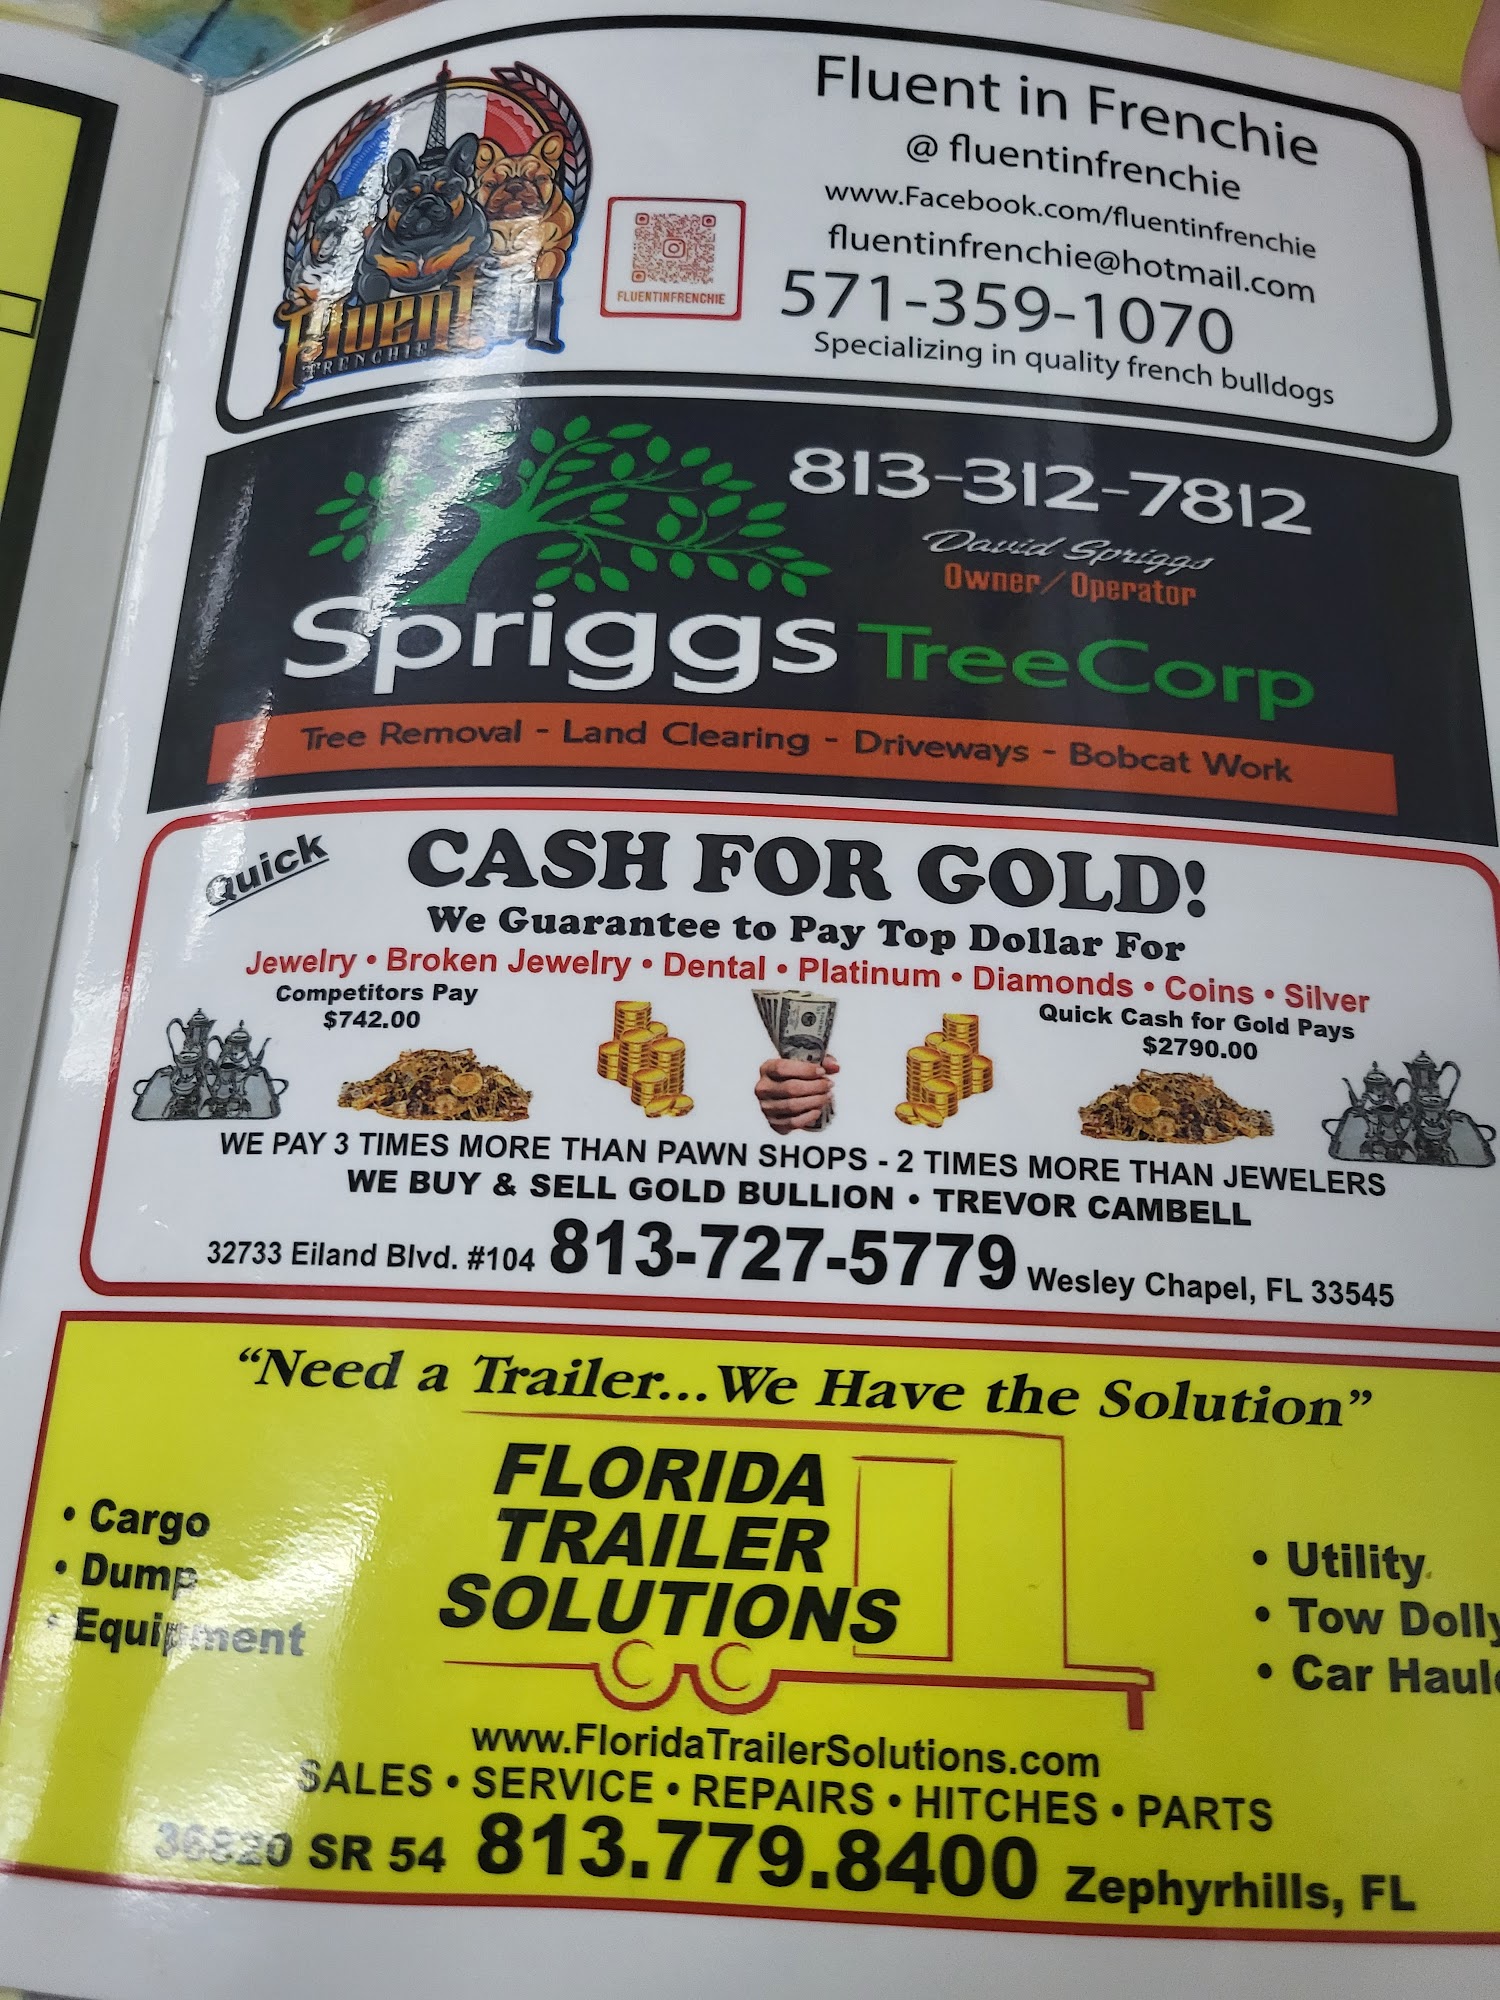 Fluent in Frenchie
@ fluentinfrenchie
www.Facebook.com/fluentinfrenchie
fluentinfrenchie@hotmail.com
571-359-1070
Specializing in quality french bulldogs
Fluent in
FRENCHIE
FLUENTINFRENCHIE
813-312-7812
David Spriggs
Owner/Operator
Spriggs TreeCorp
Tree Removal - Land Clearing - Driveways - Bobcat Work
Quick
CASH FOR GOLD!
We Guarantee to Pay Top Dollar For
Jewelry • Broken Jewelry • Dental • Platinum • Diamonds • Coins • Silver
Competitors Pay
$742.00
Quick Cash for Gold Pays
$2790.00
WE PAY 3 TIMES MORE THAN PAWN SHOPS - 2 TIMES MORE THAN JEWELERS
WE BUY & SELL GOLD BULLION • TREVOR CAMBELL
32733 Eiland Blvd. #104 813-727-5779 Wesley Chapel, FL 33545
"Need a Trailer...We Have the Solution"
FLORIDA
TRAILER
SOLUTIONS
• Cargo
• Dump
• Equipment
• Utility
• Tow Dolly
• Car Haul
www.FloridaTrailerSolutions.com
SALES • SERVICE • REPAIRS • HITCHES • PARTS
36820 SR 54 813.779.8400 Zephyrhills, FL